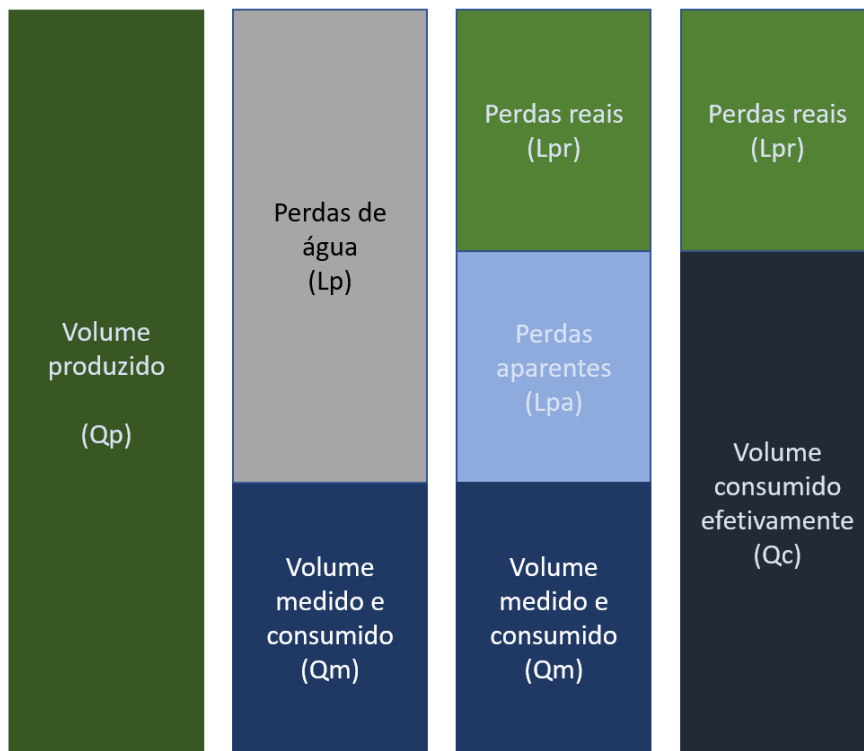 Volume
produzido
(Qp)
Perdas de
água
(Lp)
Volume
medido e
consumido
(Qm)
Perdas reais
(Lpr)
Perdas
aparentes
(Lpa)
Volume
medido e
consumido
(Qm)
Perdas reais
(Lpr)
Volume
consumido
efetivamente
(Qc)